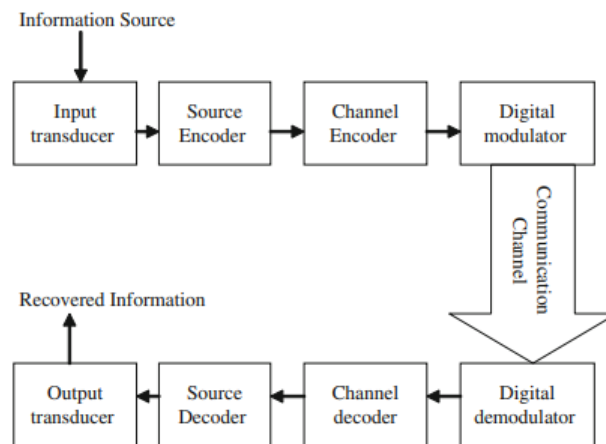 Information Source
Input
transducer
Source
Encoder
Channel
Encoder
Digital
modulator
Communication
Channel
Recovered Information
Output
transducer
Source
Decoder
Channel
decoder
Digital
demodulator